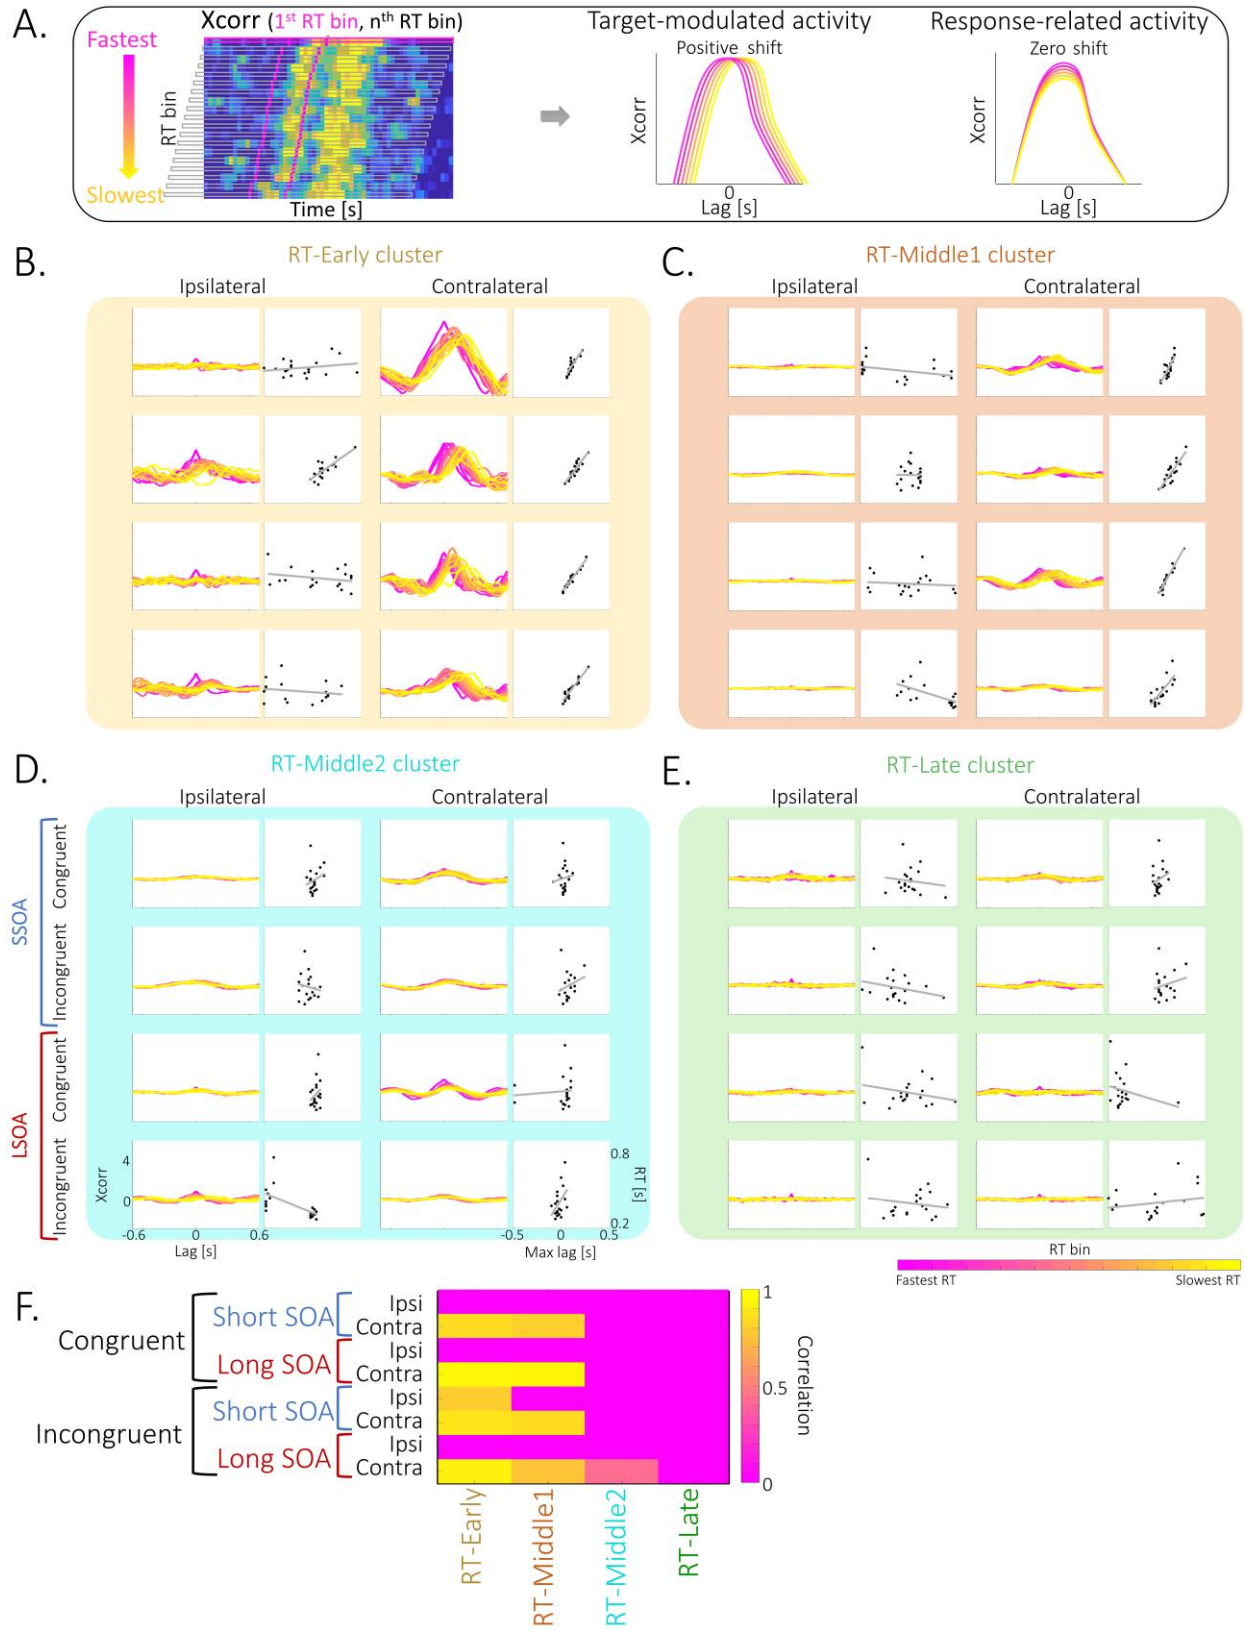 A.
Xcorr (1st RT bin, nth RT bin)
Fastest
RT bin
Slowest
Time [s]
Target-modulated activity
Positive shift
Xcorr
0
Lag [s]
Response-related activity
Zero shift
Xcorr
0
Lag [s]
B.
RT-Early cluster
Ipsilateral
Contralateral
C.
RT-Middle1 cluster
Ipsilateral
Contralateral
D.
RT-Middle2 cluster
Ipsilateral
Contralateral
SSOA
Congruent
Incongruent
LSOA
Congruent
Incongruent
Xcorr
4
0
-0.6
0
0.6
Lag [s]
0.8
RT [s]
0.2
-0.5
0
0.5
Max lag [s]
E.
RT-Late cluster
Ipsilateral
Contralateral
RT bin
Fastest RT
Slowest RT
F.
Congruent
Short SOA
Ipsi
Contra
Long SOA
Ipsi
Contra
Incongruent
Short SOA
Ipsi
Contra
Long SOA
Ipsi
Contra
1
0.5
0
Correlation
RT-Early
RT-Middle1
RT-Middle2
RT-Late